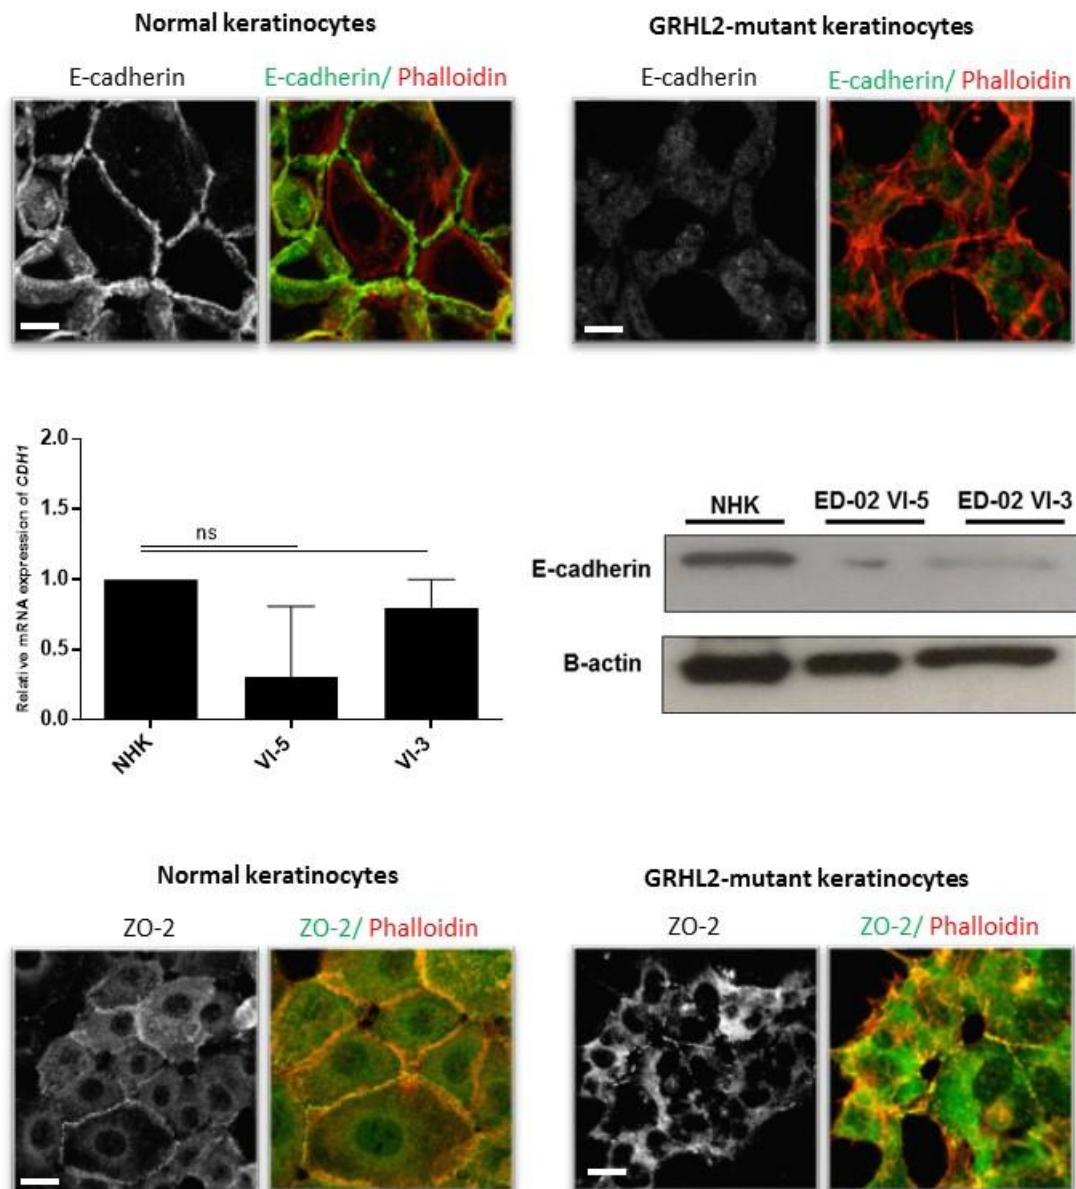 Normal keratinocytes
GRHL2-mutant keratinocytes
E-cadherin
E-cadherin/ Phalloidin
E-cadherin
E-cadherin/ Phalloidin
Relative mRNA expression of CDH1
2.0
1.5
1.0
0.5
0.0
ns
NHK
VI-5
VI-3
NHK
ED-02 VI-5
ED-02 VI-3
E-cadherin
B-actin
Normal keratinocytes
GRHL2-mutant keratinocytes
ZO-2
ZO-2/ Phalloidin
ZO-2
ZO-2/ Phalloidin